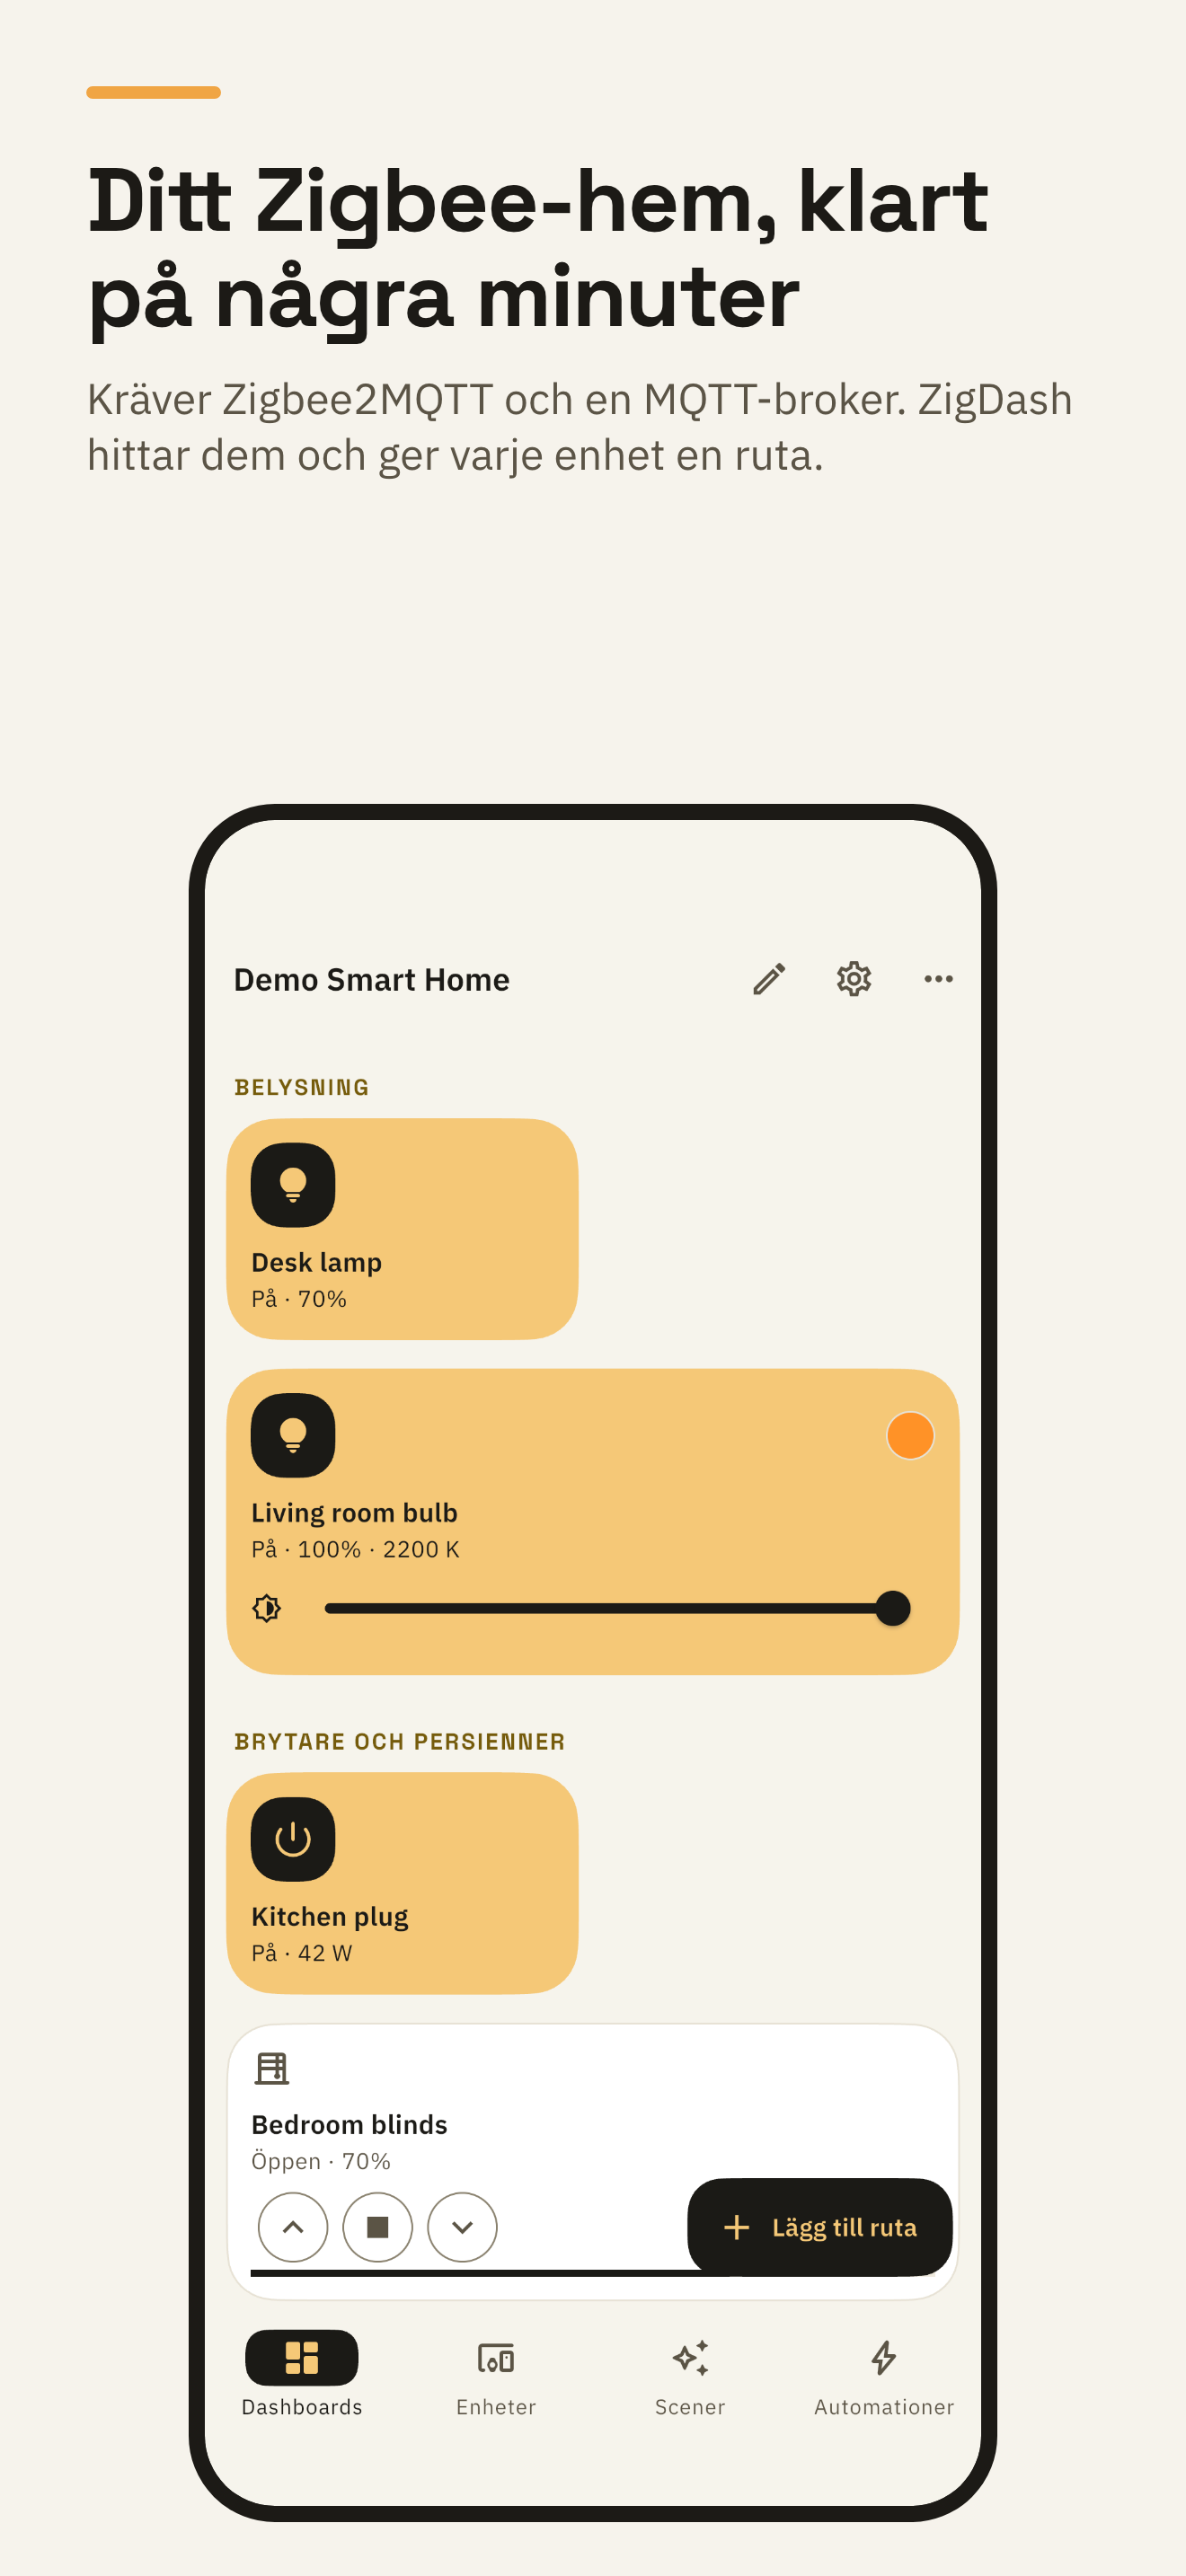 Ditt Zigbee-hem, klart
på några minuter
Kräver Zigbee2MQTT och en MQTT-broker. ZigDash
hittar dem och ger varje enhet en ruta.
Demo Smart Home
BELYSNING
Desk lamp
På · 70%
Living room bulb
På · 100% · 2200 K
BRYTARE OCH PERSIENNER
Kitchen plug
På · 42 W
Bedroom blinds
Öppen · 70%
Lägg till ruta
Dashboards
Enheter
Scener
Automationer